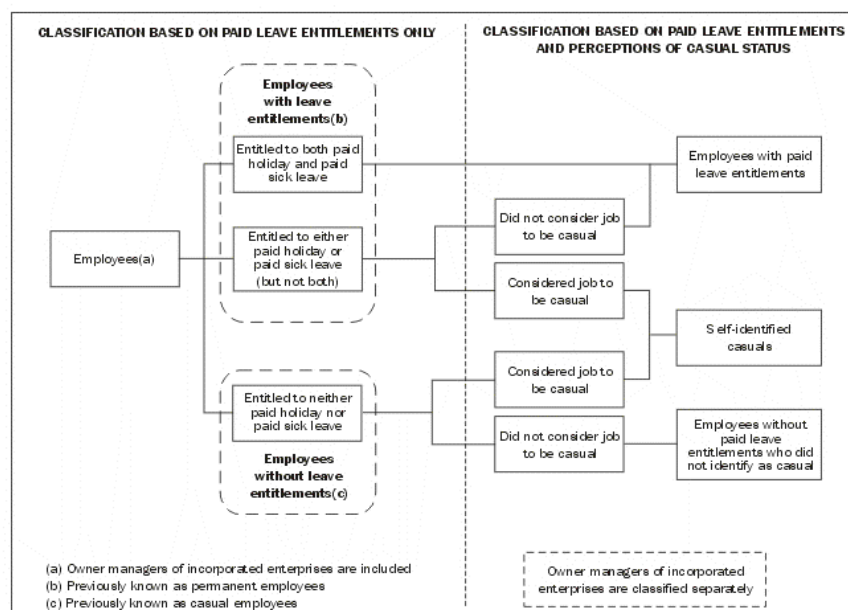 CLASSIFICATION BASED ON PAID LEAVE ENTITLEMENTS ONLY
CLASSIFICATION BASED ON PAID LEAVE ENTITLEMENTS
AND PERCEPTIONS OF CASUAL STATUS
Employees
with leave
entitlements(b)
Entitled to both paid
holiday and paid
sick leave
Employees with paid
leave entitlements
Did not consider job
to be casual
Employees(a)
Entitled to either
paid holiday or
paid sick leave
(but not both)
Considered job to
be casual
Self-identified
casuals
Considered job to
be casual
Entitled to neither
paid holiday nor
paid sick leave
Did not consider job
to be casual
Employees without
paid leave
entitlements who did
not identify as casual
Employees
without leave
entitlements(c)
(a) Owner managers of incorporated enterprises are included
(b) Previously known as permanent employees
(c) Previously known as casual employees
Owner managers of incorporated
enterprises are classified separately